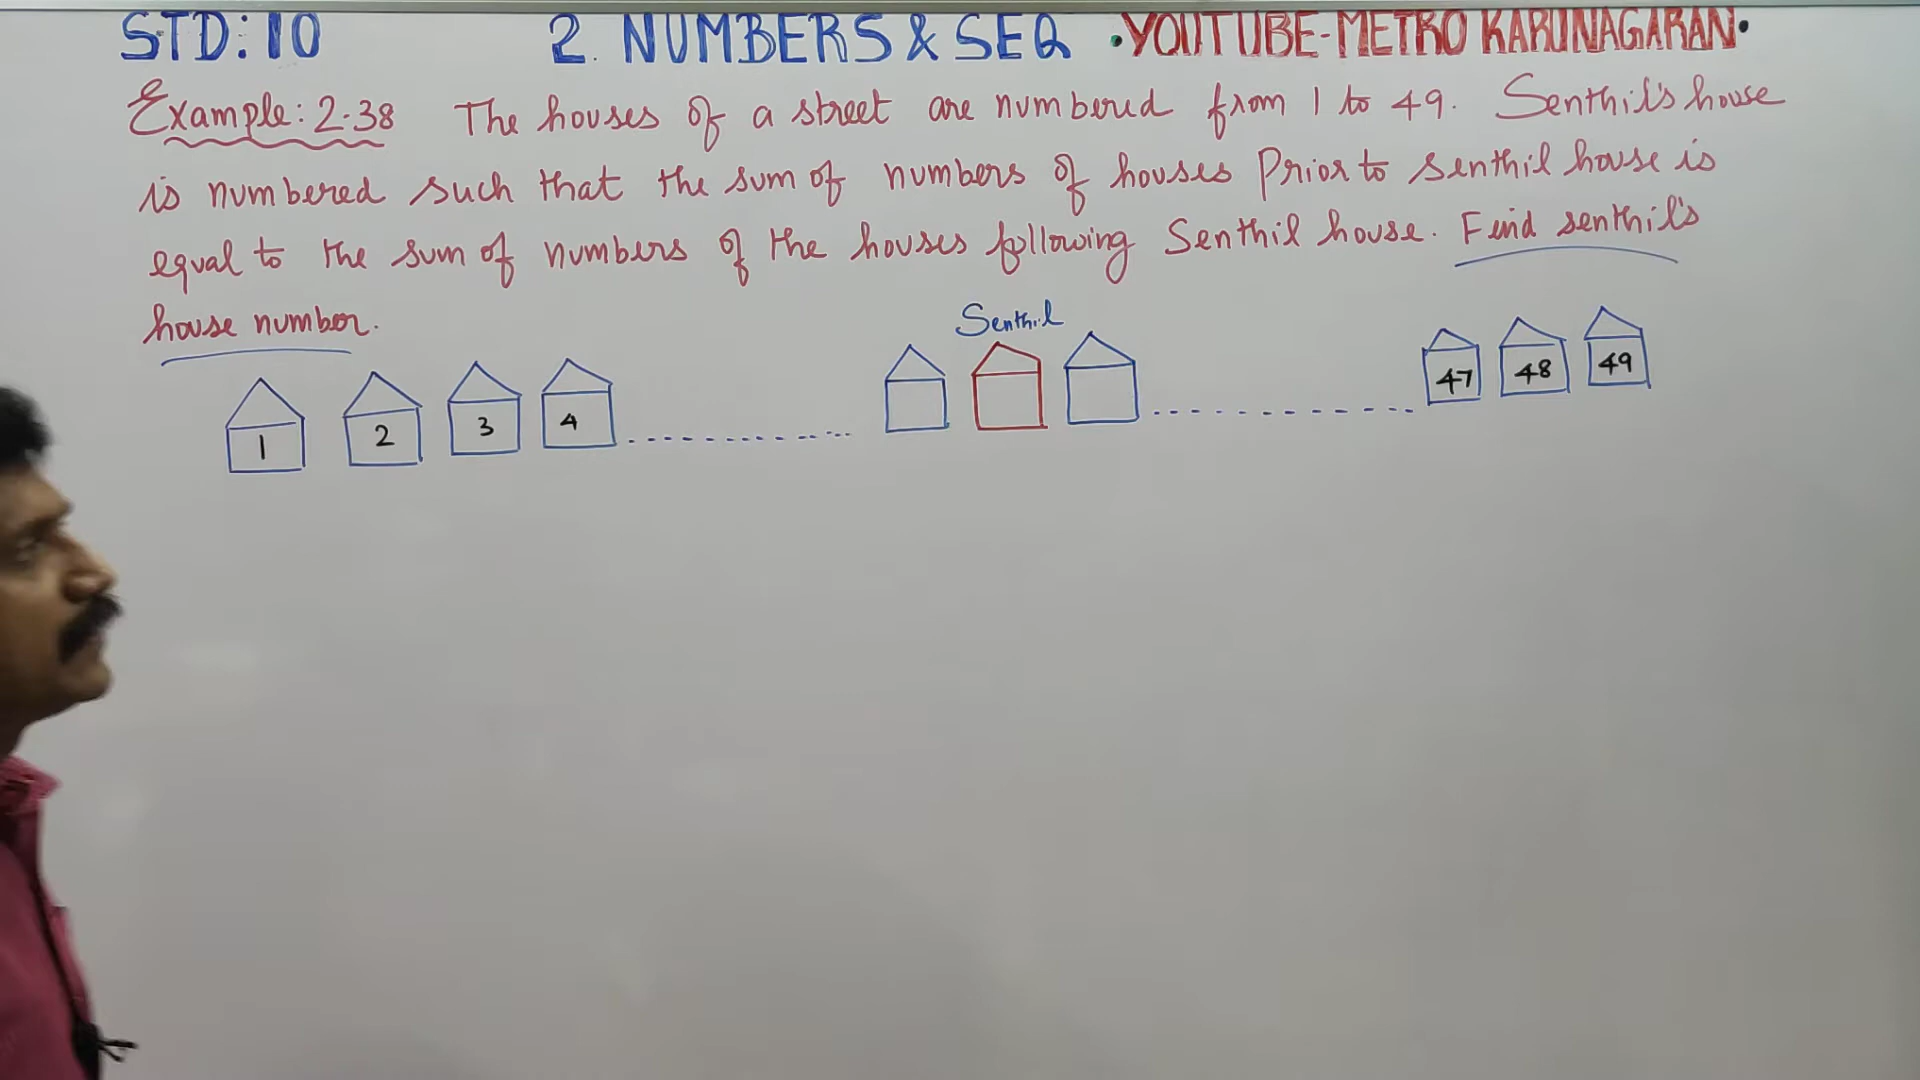 STD: 10 2. NUMBERS & SEQ •YOUTUBE-METRO KARUNAGARAN•
Example: 2.38 The houses of a street are numbered from 1 to 49. Senthil's house
is numbered such that the sum of numbers of houses Prior to senthil house is
equal to the sum of numbers of the houses following Senthil house. Find senthil's
house number.
Senthil
1 2 3 4 47 48 49